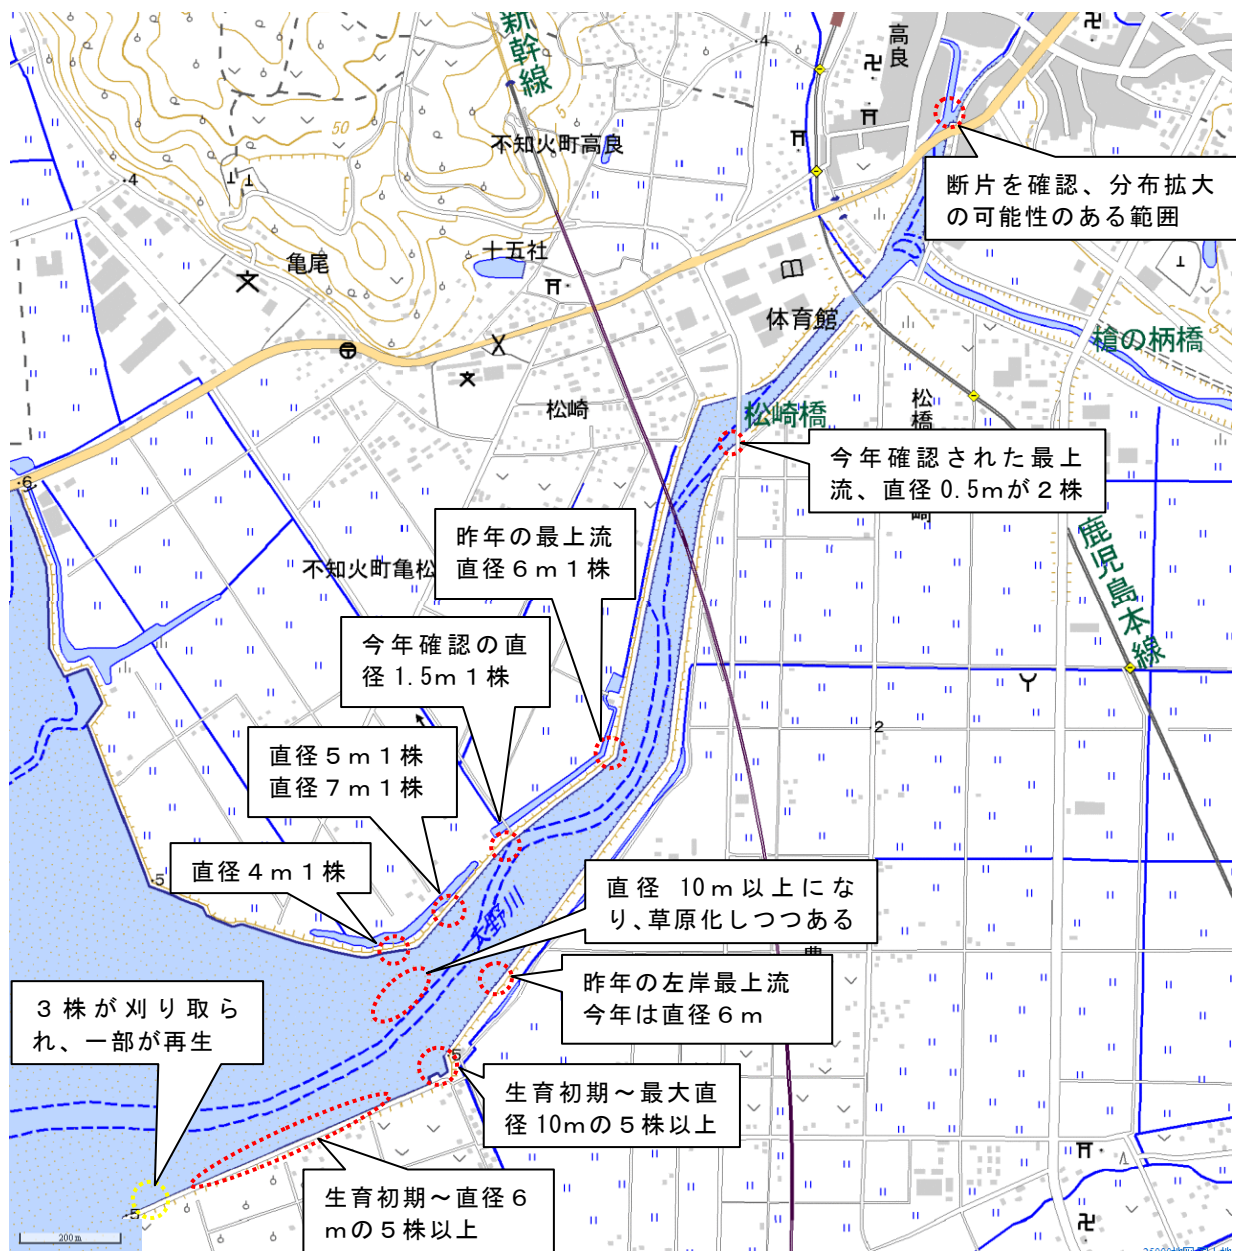 新幹線
高良
4
不知火町高良
50
5
4
断片を確認、分布拡大
の可能性のある範囲
十五社
亀尾
体育館
槍の柄橋
松崎
松崎橋
松橋
崎
今年確認された最上
流、直径0.5mが2株
6
昨年の最上流
直径6m1株
不知火町亀松
鹿児島本線
今年確認の直
径1.5m1株
2
直径5m1株
直径7m1株
直径4m1株
5
大野川
直径 10m以上にな
り、草原化しつつある
昨年の左岸最上流
今年は直径6m
3株が刈り取ら
れ、一部が再生
5
生育初期~最大直
径10mの5株以上
生育初期~直径6
mの5株以上
5
200m